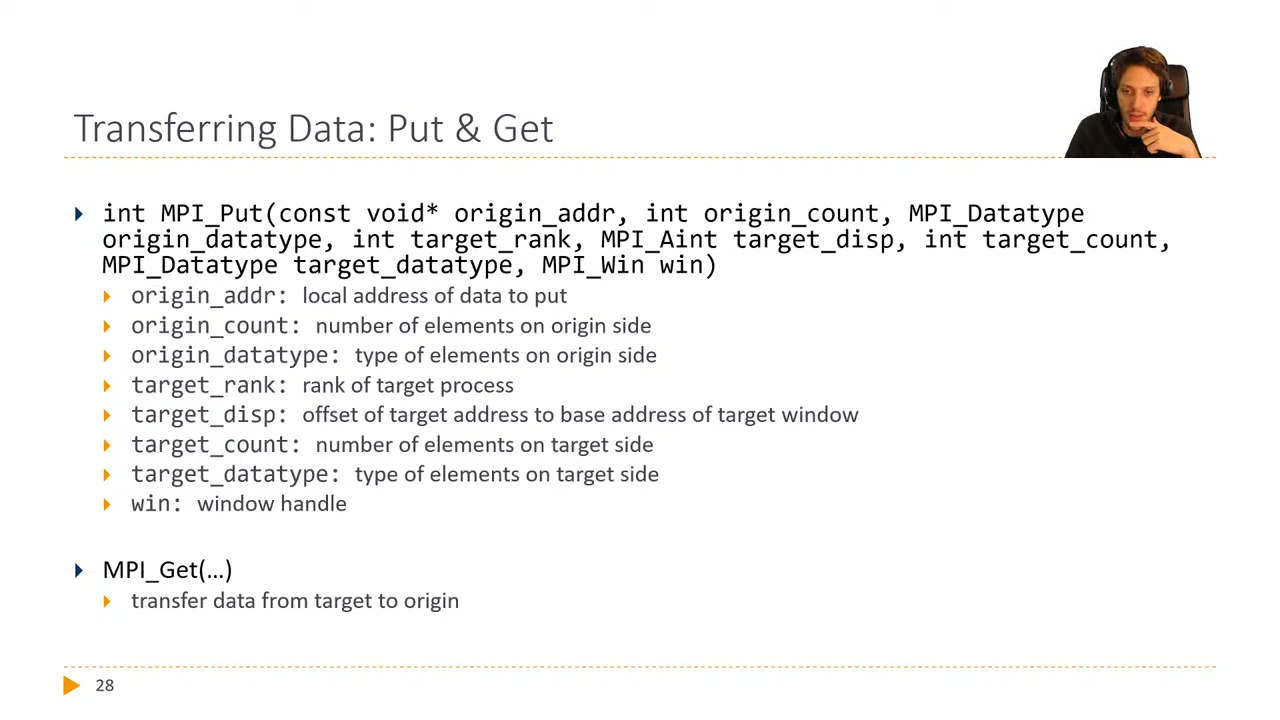 Transferring Data: Put & Get
int MPI_Put(const void* origin_addr, int origin_count, MPI_Datatype
origin_datatype, int target_rank, MPI_Aint target_disp, int target_count,
MPI_Datatype target_datatype, MPI_Win win)
origin_addr: local address of data to put
origin_count: number of elements on origin side
origin_datatype: type of elements on origin side
target_rank: rank of target process
target_disp: offset of target address to base address of target window
target_count: number of elements on target side
target_datatype: type of elements on target side
win: window handle
MPI_Get(…)
transfer data from target to origin
28